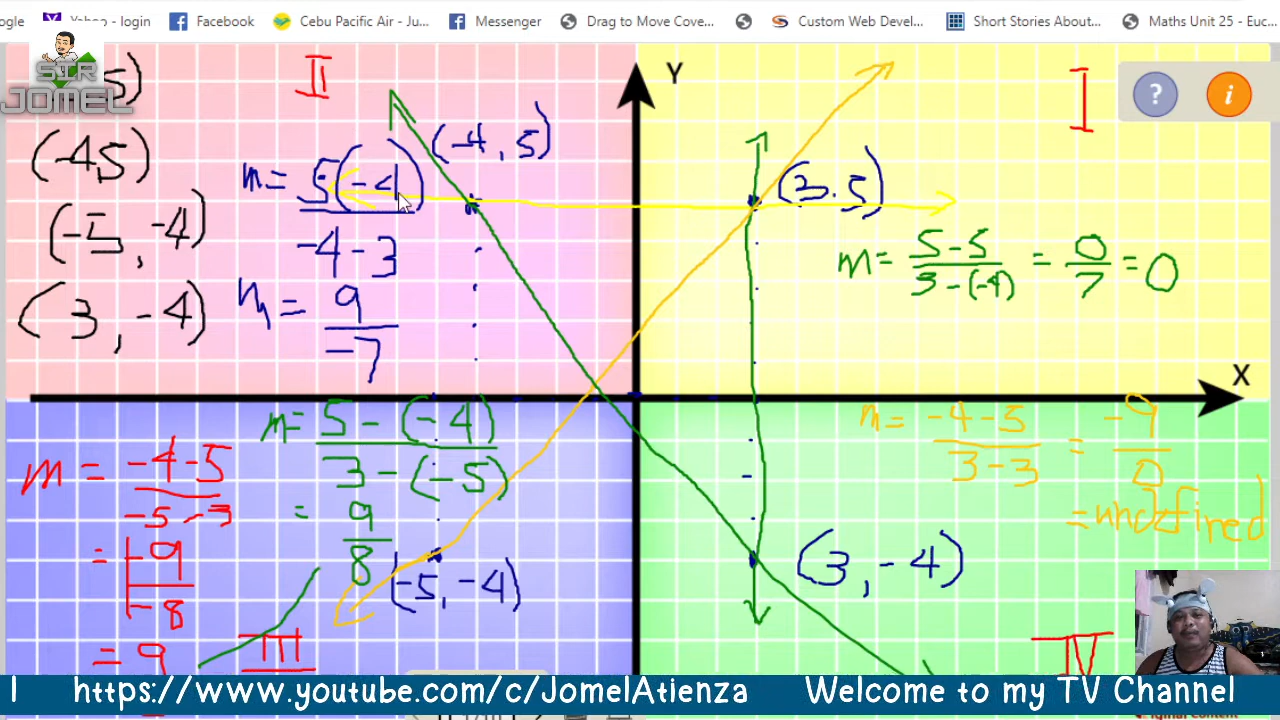 Yahoo - login
Facebook
Cebu Pacific Air - Ju...
Messenger
Drag to Move Cove...
Custom Web Devel...
Short Stories About...
Maths Unit 25 - Euc...
SIR
JOMEL
5)
(-4,5)
(-5, -4)
(3, -4)
II
Y
I
?
i
(-4, 5)
m= 5(-4)
-4-3
m= 9
-7
(3.5)
m= 5-5 = 0 = 0
3-(-4) 7
X
m= 5-(-4)
3-(-5)
= 9
8
m = -4-5
-5-3
= -9
-8
= 9
(-5, -4)
III
m= -4-5 = -9
3-3 0
=undefined
(3, -4)
IV
https://www.youtube.com/c/JomelAtienza
Welcome to my TV Channel